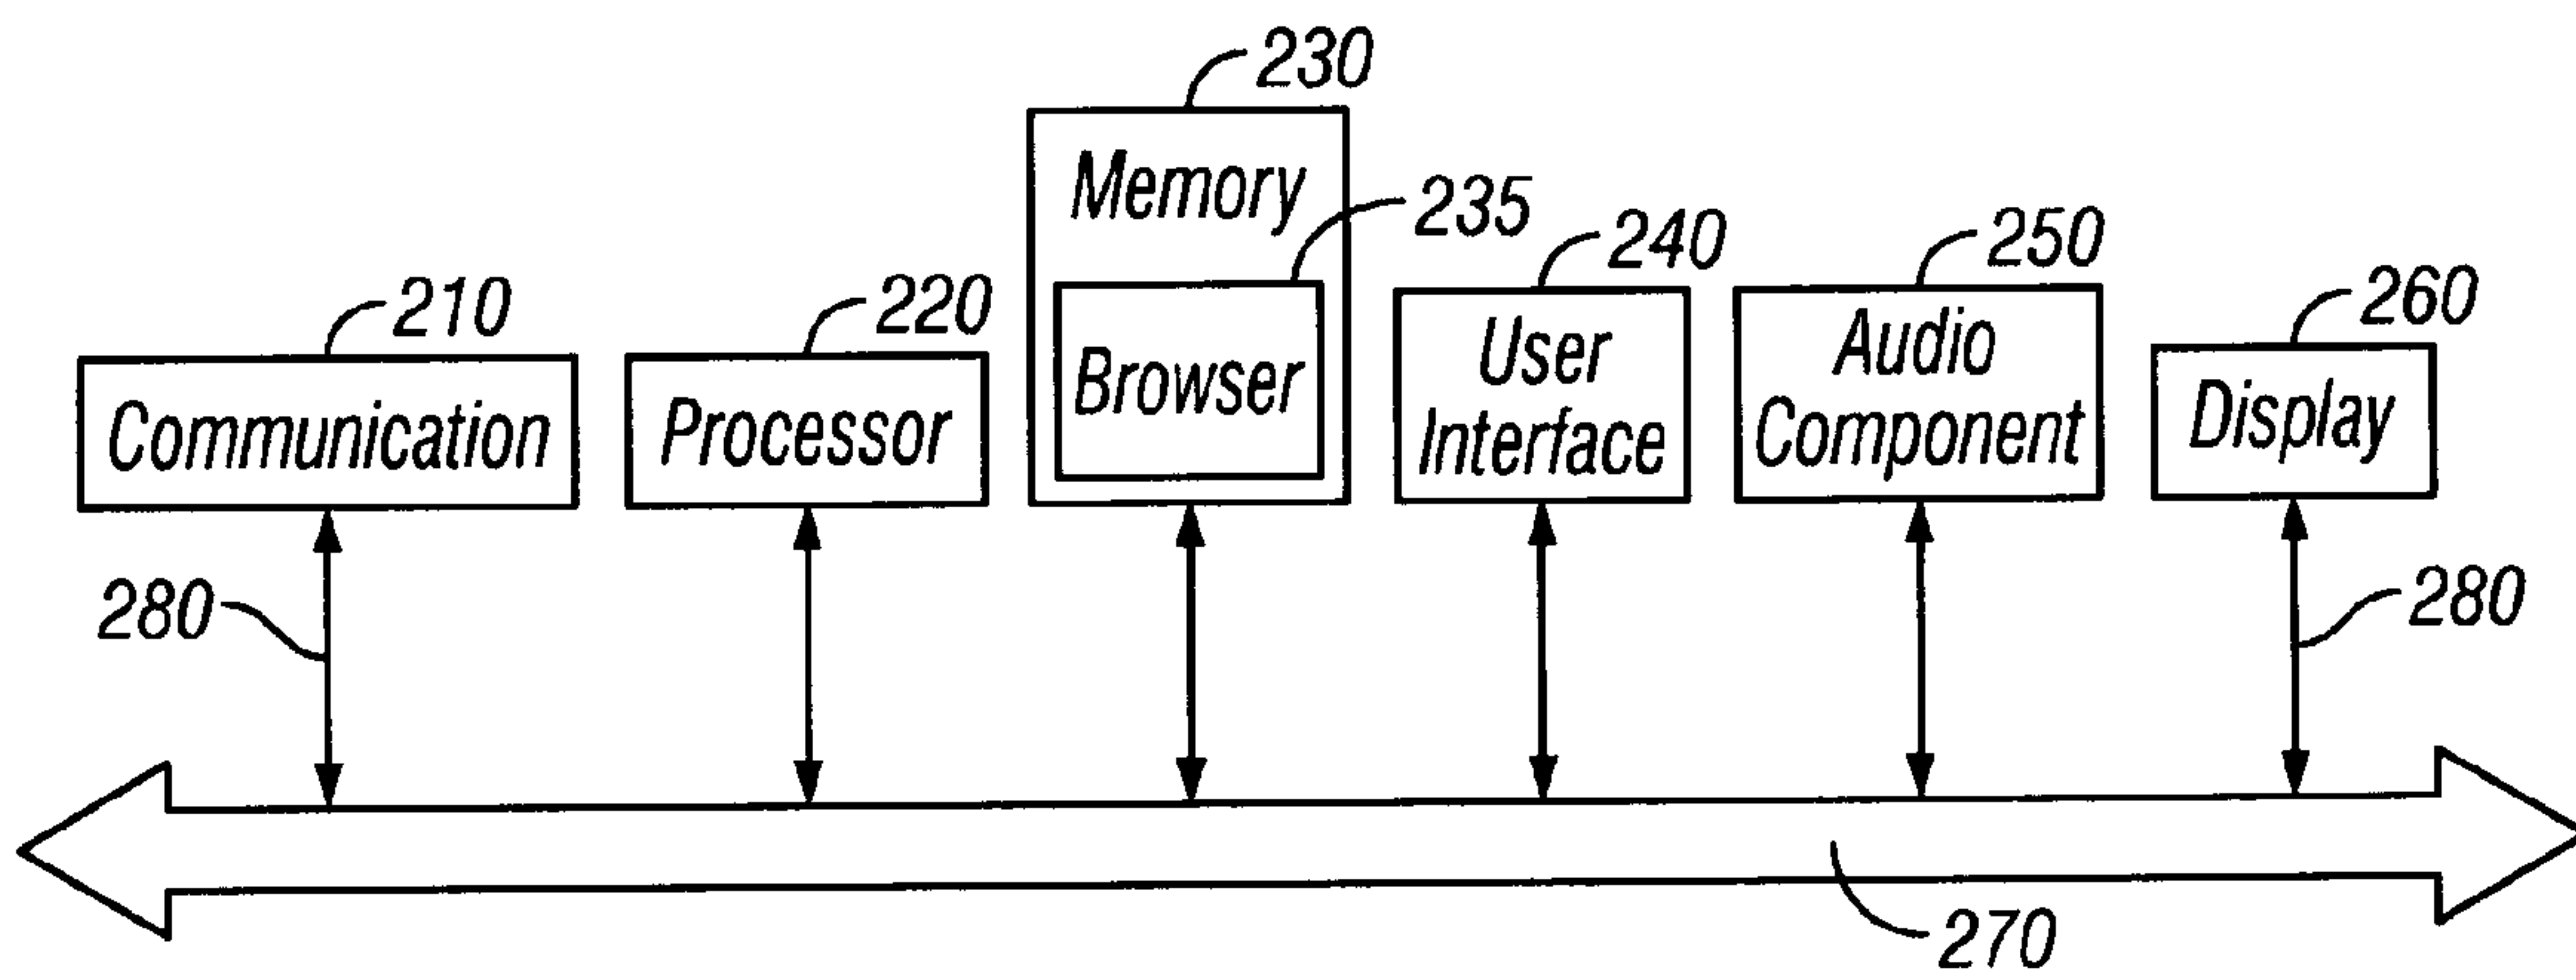 230
Memory
235
240
250
260
210
220
Browser
User
Interface
Audio
Component
Display
Communication
Processor
280
280
270